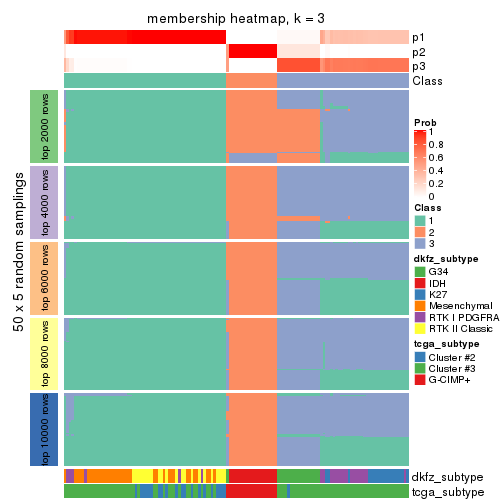 membership heatmap, k = 3
p1
p2
p3
Class
50 x 5 random samplings
top 2000 rows
top 4000 rows
top 6000 rows
top 8000 rows
top 10000 rows
dkfz_subtype
tcga_subtype
Prob
1
0.8
0.6
0.4
0.2
0
Class
1
2
3
dkfz_subtype
G34
IDH
K27
Mesenchymal
RTK I PDGFRA
RTK II Classic
tcga_subtype
Cluster #2
Cluster #3
G-CIMP+